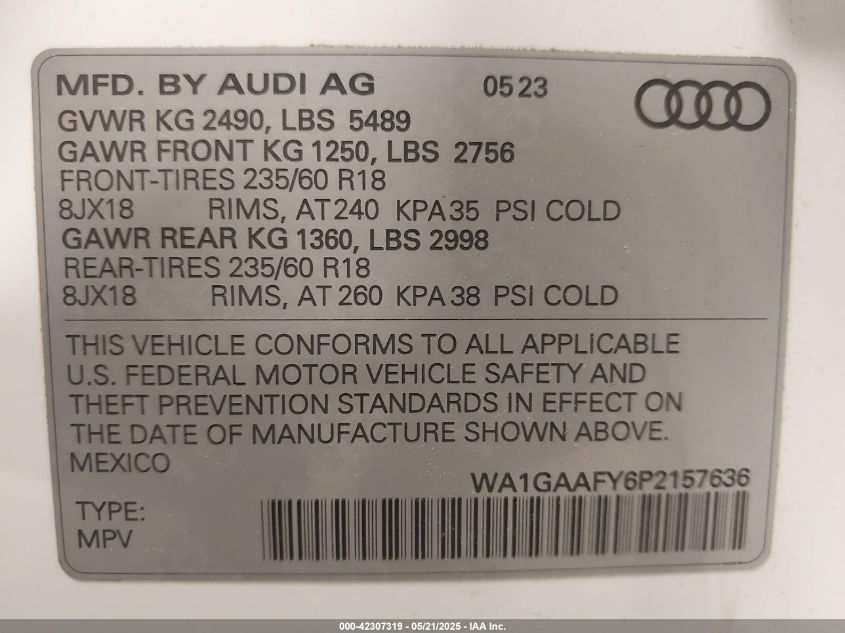 MFD. BY AUDI AG 05 23
GVWR KG 2490, LBS 5489
GAWR FRONT KG 1250, LBS 2756
FRONT-TIRES 235/60 R18
8JX18 RIMS, AT 240 KPA 35 PSI COLD
GAWR REAR KG 1360, LBS 2998
REAR-TIRES 235/60 R18
8JX18 RIMS, AT 260 KPA 38 PSI COLD
THIS VEHICLE CONFORMS TO ALL APPLICABLE
U.S. FEDERAL MOTOR VEHICLE SAFETY AND
THEFT PREVENTION STANDARDS IN EFFECT ON
THE DATE OF MANUFACTURE SHOWN ABOVE.
MEXICO
WA1GAAFY6P2157636
TYPE:
MPV
000-42307319 - 05/21/2025 - IAA Inc.